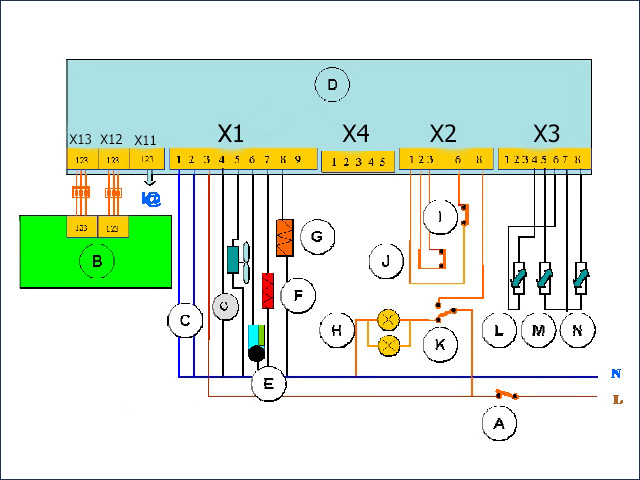 D
X13 X12 X11 X1 X4 X2 X3
123 123 123 1 2 3 4 5 6 7 8 9 1 2 3 4 5 1 2 3 6 8 1 2 3 4 5 6 7 8
123 123
B
I
G
J
F
C
H
K
L M N
E
N
L
A